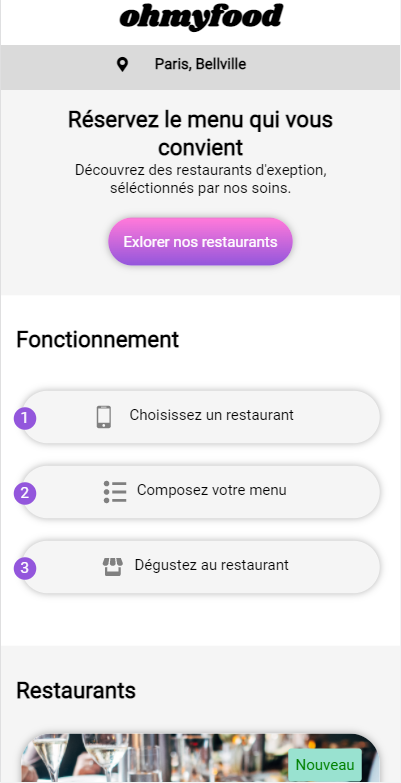 ohmyfood
Paris, Bellville
Réservez le menu qui vous
convient
Découvrez des restaurants d'exeption,
séléctionnés par nos soins.
Exlorer nos restaurants
Fonctionnement
1 Choisissez un restaurant
2 Composez votre menu
3 Dégustez au restaurant
Restaurants
Nouveau